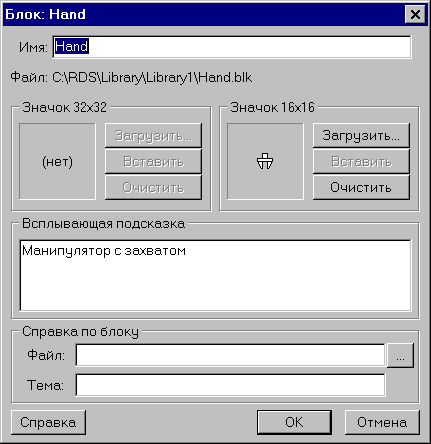 Блок: Hand
Имя: Hand
Файл: C:\RDS\Library\Library1\Hand.blk
Значок 32x32
(нет)
Загрузить...
Вставить
Очистить
Значок 16x16
Загрузить...
Вставить
Очистить
Всплывающая подсказка
Манипулятор с захватом
Справка по блоку
Файл: ...
Тема:
Справка OK Отмена